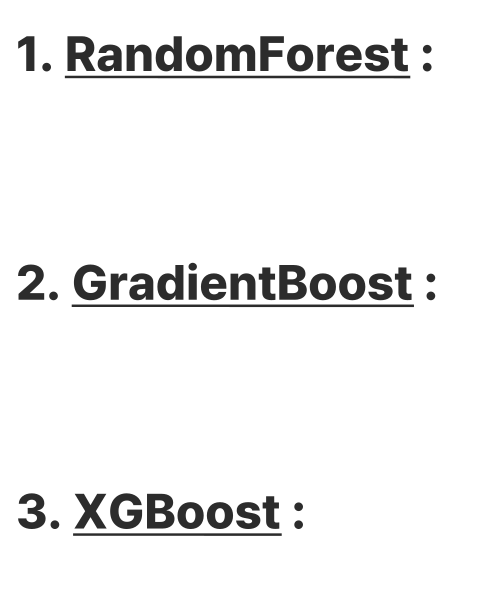 1. RandomForest :
2. GradientBoost :
3. XGBoost :